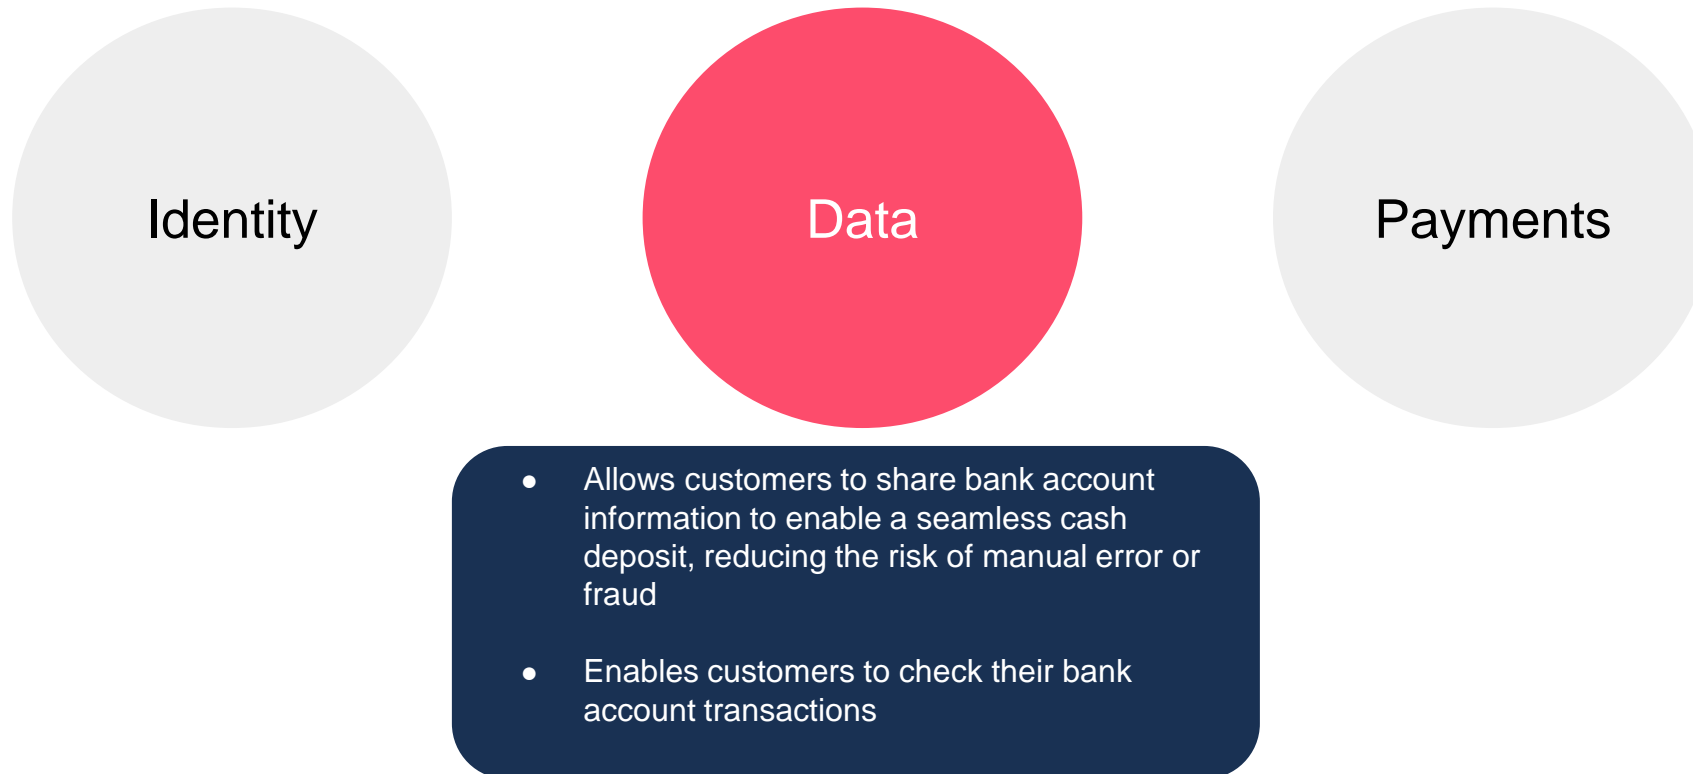 Identity
Data
Payments
● Allows customers to share bank account
information to enable a seamless cash
deposit, reducing the risk of manual error or
fraud
● Enables customers to check their bank
account transactions